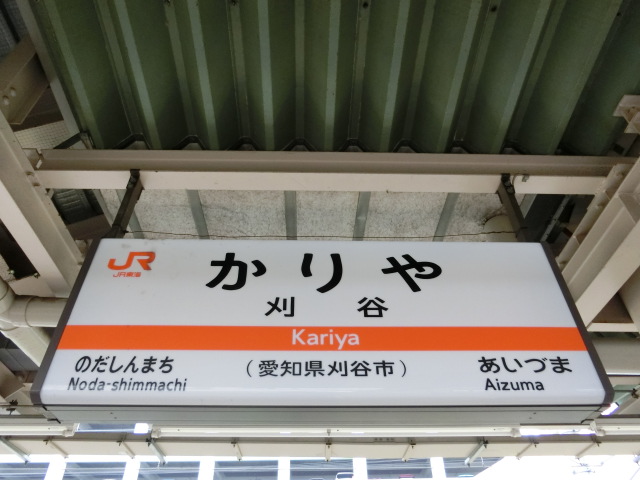 JR
JR東海
かりや
刈谷
Kariya
のだしんまち
Noda-shimmachi
(愛知県刈谷市)
あいづま
Aizuma